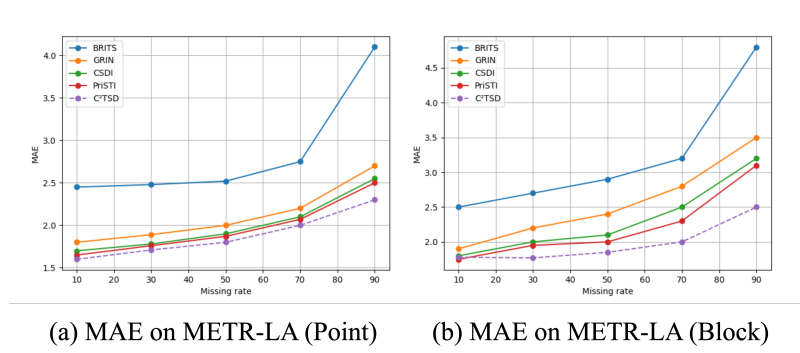 4.0
3.5
3.0
2.5
2.0
1.5
MAE
BRITS
GRIN
CSDI
PriSTI
C²TSD
10 20 30 40 50 60 70 80 90
Missing rate
(a) MAE on METR-LA (Point)
4.5
4.0
3.5
3.0
2.5
2.0
MAE
BRITS
GRIN
CSDI
PriSTI
C²TSD
10 20 30 40 50 60 70 80 90
Missing rate
(b) MAE on METR-LA (Block)